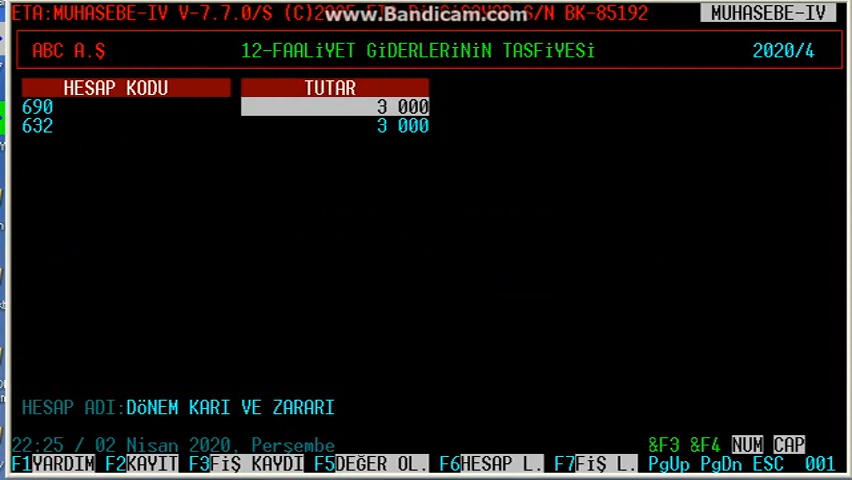 ETA:MUHASEBE-IV V-7.7.0/S (C) S/N BK-85192 MUHASEBE-IV
www.Bandicam.com
ABC A.Ş 12-FAALiYET GiDERLERiNiN TASFiYESi 2020/4
HESAP KODU TUTAR
690 3 000
632 3 000
HESAP ADI:DöNEM KARI VE ZARARI
22:25 / 02 Nisan 2020, Perşembe &F3 &F4 NUM CAP
F1YARDIM F2KAYIT F3FiŞ KAYDI F5DEĞER OL. F6HESAP L. F7FiŞ L. PgUp PgDn ESC 001